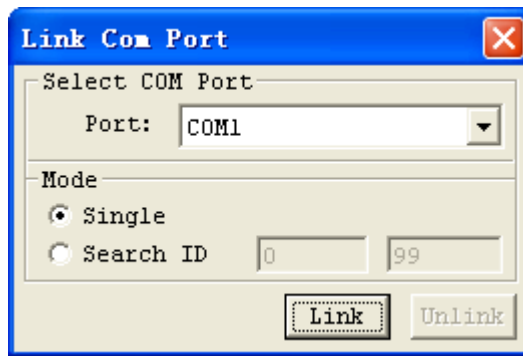 Link Com Port
Select COM Port
Port: COM1
Mode
Single
Search ID 0 99
Link Unlink